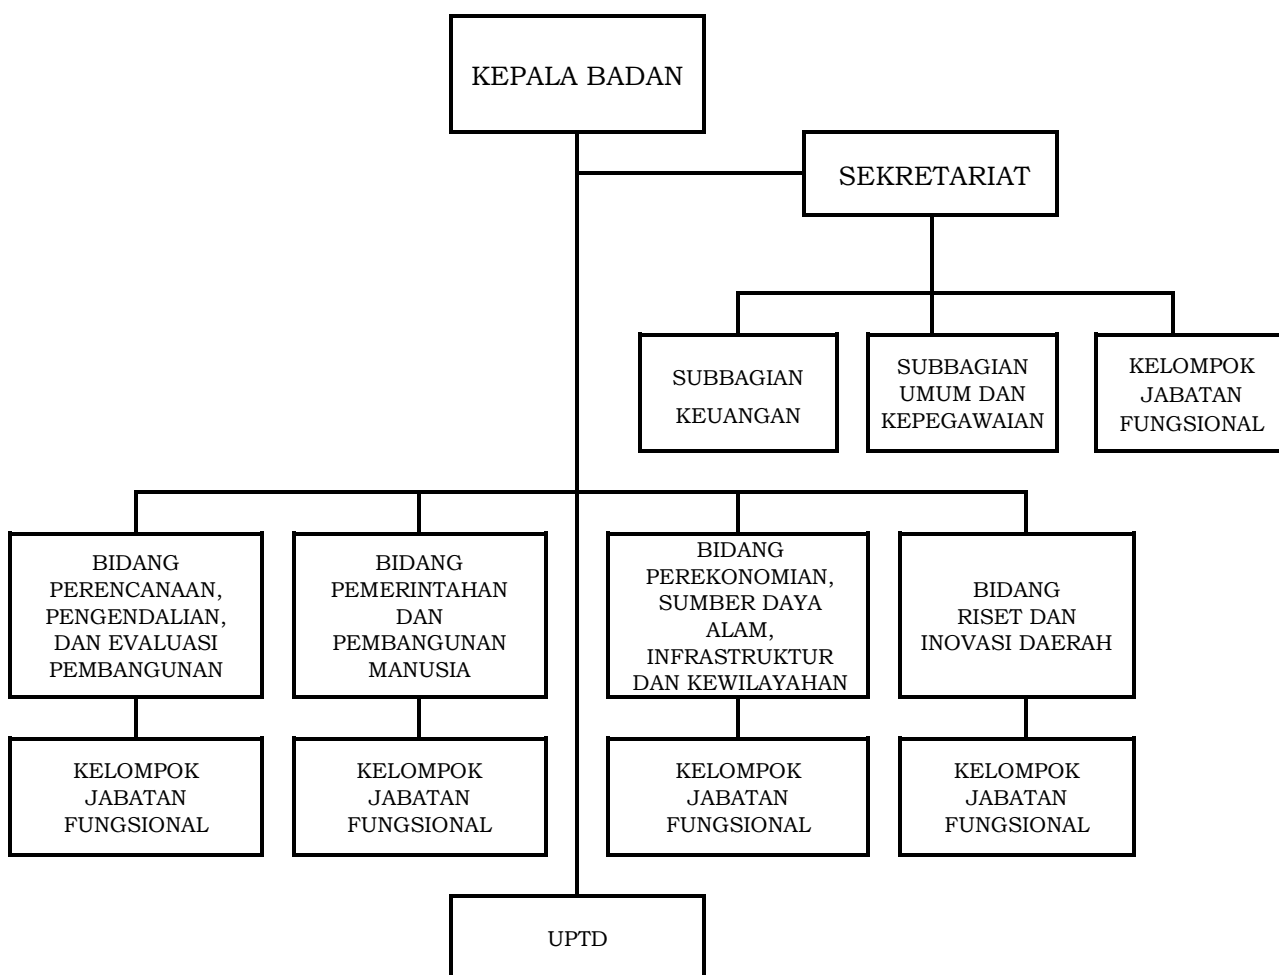 KEPALA BADAN
SEKRETARIAT
SUBBAGIAN
KEUANGAN
SUBBAGIAN
UMUM DAN
KEPEGAWAIAN
KELOMPOK
JABATAN
FUNGSIONAL
BIDANG
PERENCANAAN,
PENGENDALIAN,
DAN EVALUASI
PEMBANGUNAN
BIDANG
PEMERINTAHAN
DAN
PEMBANGUNAN
MANUSIA
BIDANG
PEREKONOMIAN,
SUMBER DAYA
ALAM,
INFRASTRUKTUR
DAN KEWILAYAHAN
BIDANG
RISET DAN
INOVASI DAERAH
KELOMPOK
JABATAN
FUNGSIONAL
KELOMPOK
JABATAN
FUNGSIONAL
KELOMPOK
JABATAN
FUNGSIONAL
KELOMPOK
JABATAN
FUNGSIONAL
UPTD